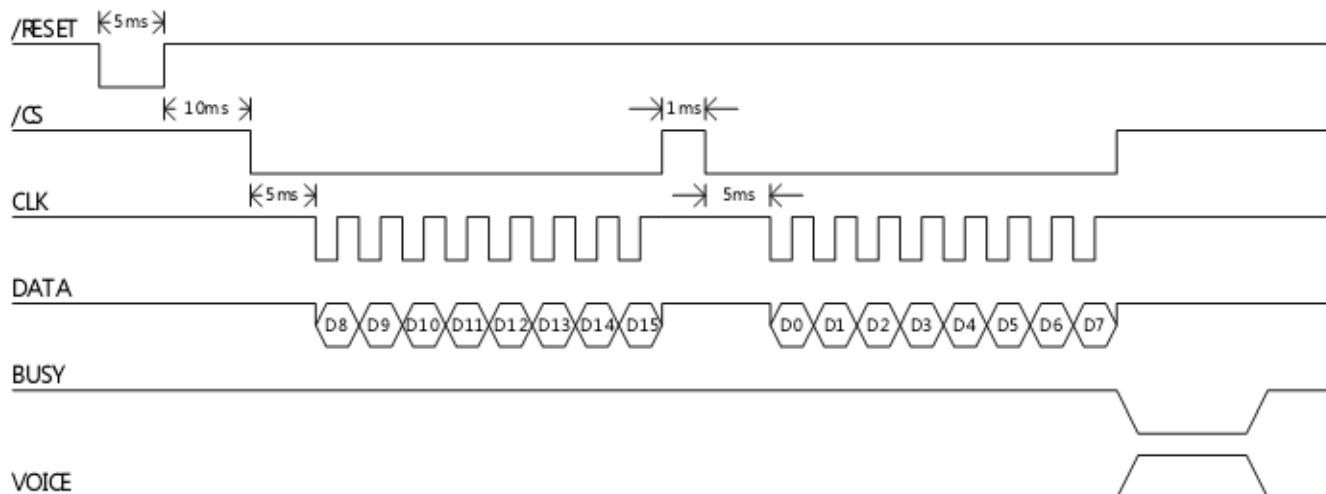 /RESET
5ms
10ms
/CS
1ms
5ms
5ms
CLK
DATA
D8 D9 D10 D11 D12 D13 D14 D15 D0 D1 D2 D3 D4 D5 D6 D7
BUSY
VOICE